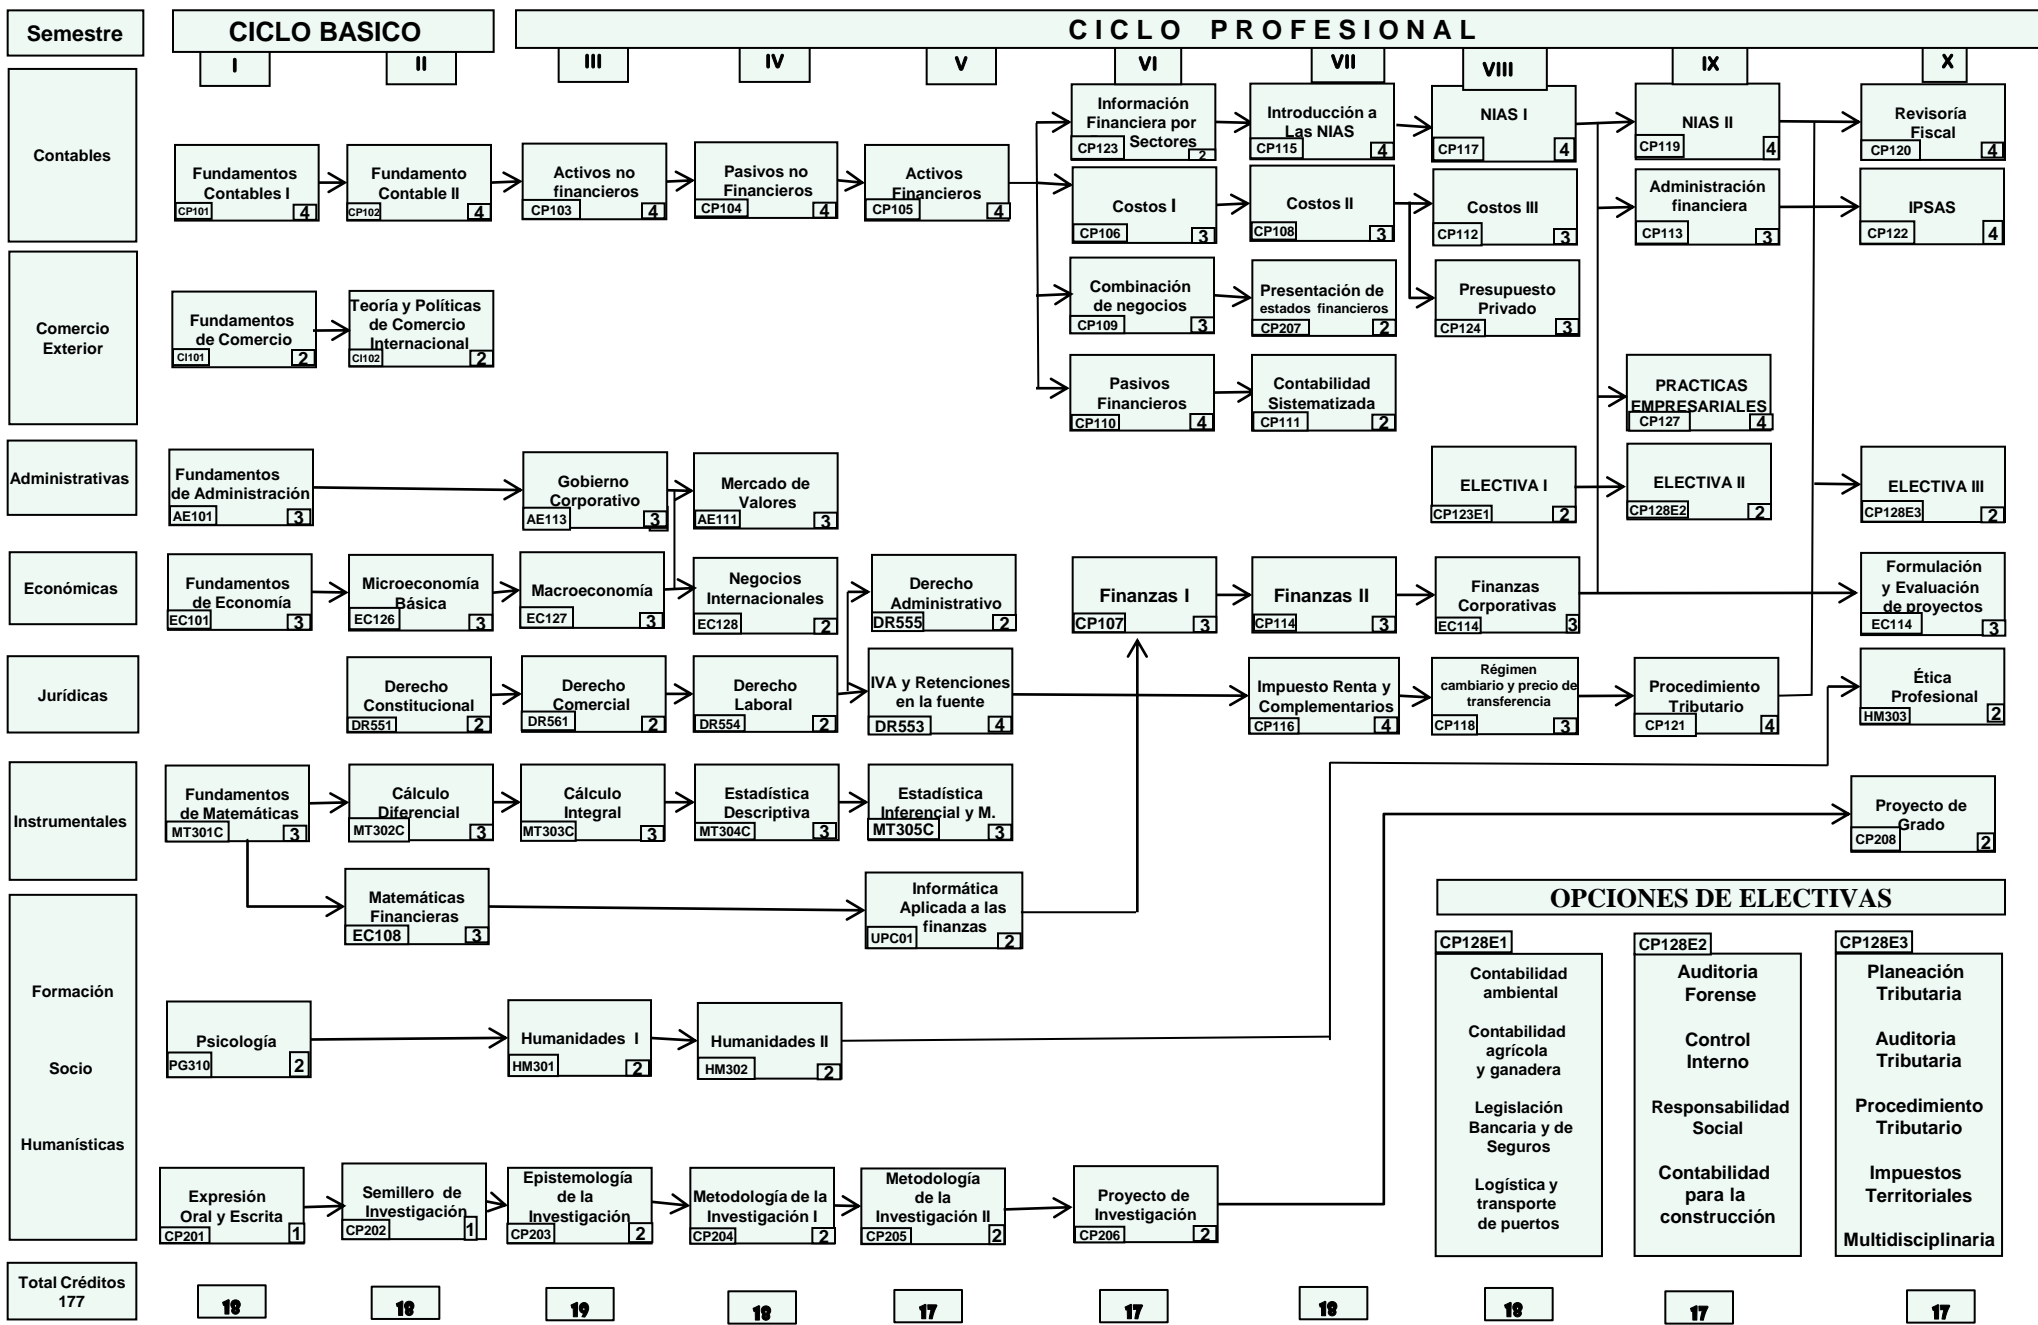 Semestre
CICLO BASICO
CICLO PROFESIONAL
I
II
III
IV
V
VI
VII
VIII
IX
X
Contables
Fundamentos
Contables I
CP101
4
Fundamento
Contable II
CP102
4
Activos no
financieros
CP103
4
Pasivos no
Financieros
CP104
4
Activos
Financieros
CP105
4
Información
Financiera por
Sectores
CP123
2
Introducción a
Las NIAS
CP115
4
NIAS I
CP117
4
NIAS II
CP119
4
Revisoría
Fiscal
CP120
4
Costos I
CP106
3
Costos II
CP108
3
Costos III
CP112
3
Administración
financiera
CP113
3
IPSAS
CP122
4
Comercio
Exterior
Fundamentos
de Comercio
CI101
2
Teoría y Políticas
de Comercio
Internacional
CI102
2
Combinación
de negocios
CP109
3
Presentación de
estados financieros
CP207
2
Presupuesto
Privado
CP124
3
Pasivos
Financieros
CP110
4
Contabilidad
Sistematizada
CP111
2
PRACTICAS
EMPRESARIALES
CP127
4
Administrativas
Fundamentos
de Administración
AE101
3
Gobierno
Corporativo
AE113
3
Mercado de
Valores
AE111
3
ELECTIVA I
CP123E1
2
ELECTIVA II
CP128E2
2
ELECTIVA III
CP128E3
2
Económicas
Fundamentos
de Economía
EC101
3
Microeconomía
Básica
EC126
3
Macroeconomía
EC127
3
Negocios
Internacionales
EC128
2
Derecho
Administrativo
DR555
2
Finanzas I
CP107
3
Finanzas II
CP114
3
Finanzas
Corporativas
EC114
3
Formulación
y Evaluación
de proyectos
EC114
3
Jurídicas
Derecho
Constitucional
DR551
2
Derecho
Comercial
DR561
2
Derecho
Laboral
DR554
2
IVA y Retenciones
en la fuente
DR553
4
Impuesto Renta y
Complementarios
CP116
4
Régimen
cambiario y precio de
transferencia
CP118
3
Procedimiento
Tributario
CP121
4
Ética
Profesional
HM303
2
Instrumentales
Fundamentos
de Matemáticas
MT301C
3
Cálculo
Diferencial
MT302C
3
Cálculo
Integral
MT303C
3
Estadística
Descriptiva
MT304C
3
Estadística
Inferencial y M.
MT305C
3
Proyecto de
Grado
CP208
2
Matemáticas
Financieras
EC108
3
Informática
Aplicada a las
finanzas
UPC01
2
Formación
Socio
Humanísticas
Psicología
PG310
2
Humanidades I
HM301
2
Humanidades II
HM302
2
Expresión
Oral y Escrita
CP201
1
Semillero de
Investigación
CP202
1
Epistemología
de la
Investigación
CP203
2
Metodología de la
Investigación I
CP204
2
Metodología
de la
Investigación II
CP205
2
Proyecto de
Investigación
CP206
2
OPCIONES DE ELECTIVAS
CP128E1
Contabilidad
ambiental
Contabilidad
agrícola
y ganadera
Legislación
Bancaria y de
Seguros
Logística y
transporte
de puertos
CP128E2
Auditoria
Forense
Control
Interno
Responsabilidad
Social
Contabilidad
para la
construcción
CP128E3
Planeación
Tributaria
Auditoria
Tributaria
Procedimiento
Tributario
Impuestos
Territoriales
Multidisciplinaria
Total Créditos
177
18
18
19
18
17
17
18
18
17
17